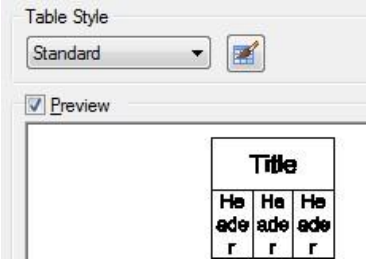 Table Style
Standard
Preview
Title
He He He
ade ade ade
r r r